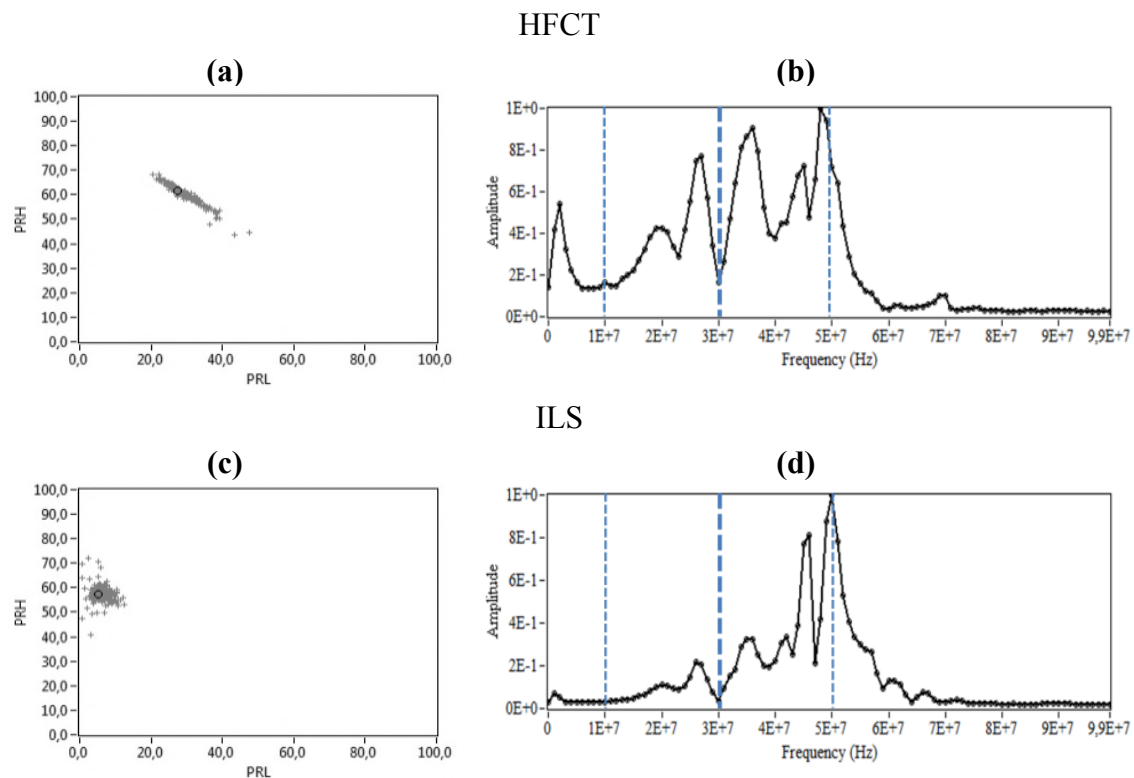 HFCT
(a)
(b)
100,0
90,0
80,0
70,0
60,0
50,0
40,0
30,0
20,0
10,0
0,0
PRH
0,0 20,0 40,0 60,0 80,0 100,0
PRL
1E+0
8E-1
6E-1
4E-1
2E-1
0E+0
Amplitude
0 1E+7 2E+7 3E+7 4E+7 5E+7 6E+7 7E+7 8E+7 9E+7 9,9E+7
Frequency (Hz)
ILS
(c)
(d)
100,0
90,0
80,0
70,0
60,0
50,0
40,0
30,0
20,0
10,0
0,0
PRH
0,0 20,0 40,0 60,0 80,0 100,0
PRL
1E+0
8E-1
6E-1
4E-1
2E-1
0E+0
Amplitude
0 1E+7 2E+7 3E+7 4E+7 5E+7 6E+7 7E+7 8E+7 9E+7 9,9E+7
Frequency (Hz)